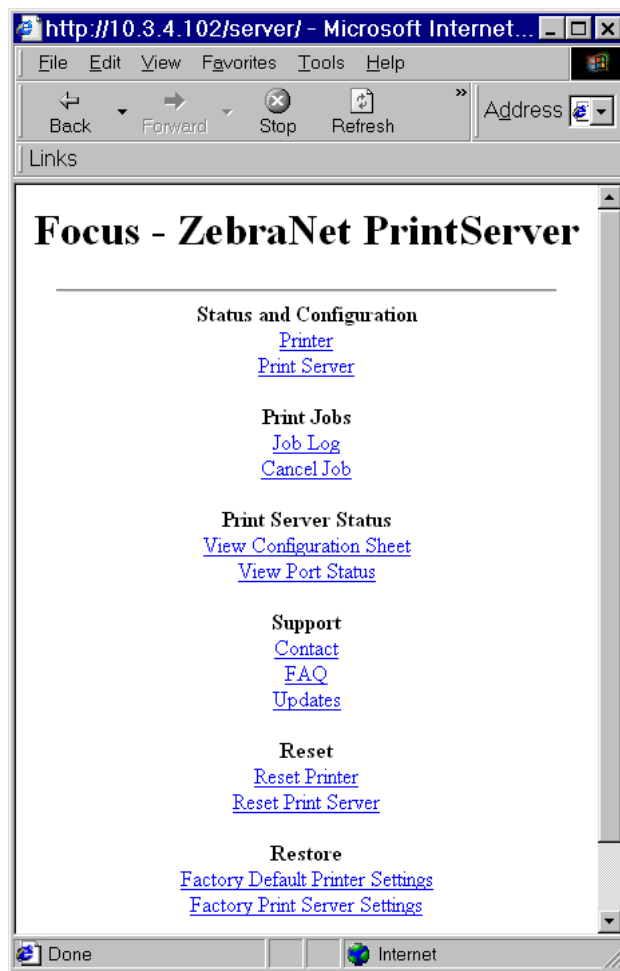 http://10.3.4.102/server/ - Microsoft Internet...
File Edit View Favorites Tools Help
Back Forward Stop Refresh » Address
Links
Focus - ZebraNet PrintServer
Status and Configuration
Printer
Print Server
Print Jobs
Job Log
Cancel Job
Print Server Status
View Configuration Sheet
View Port Status
Support
Contact
FAQ
Updates
Reset
Reset Printer
Reset Print Server
Restore
Factory Default Printer Settings
Factory Print Server Settings
Done Internet